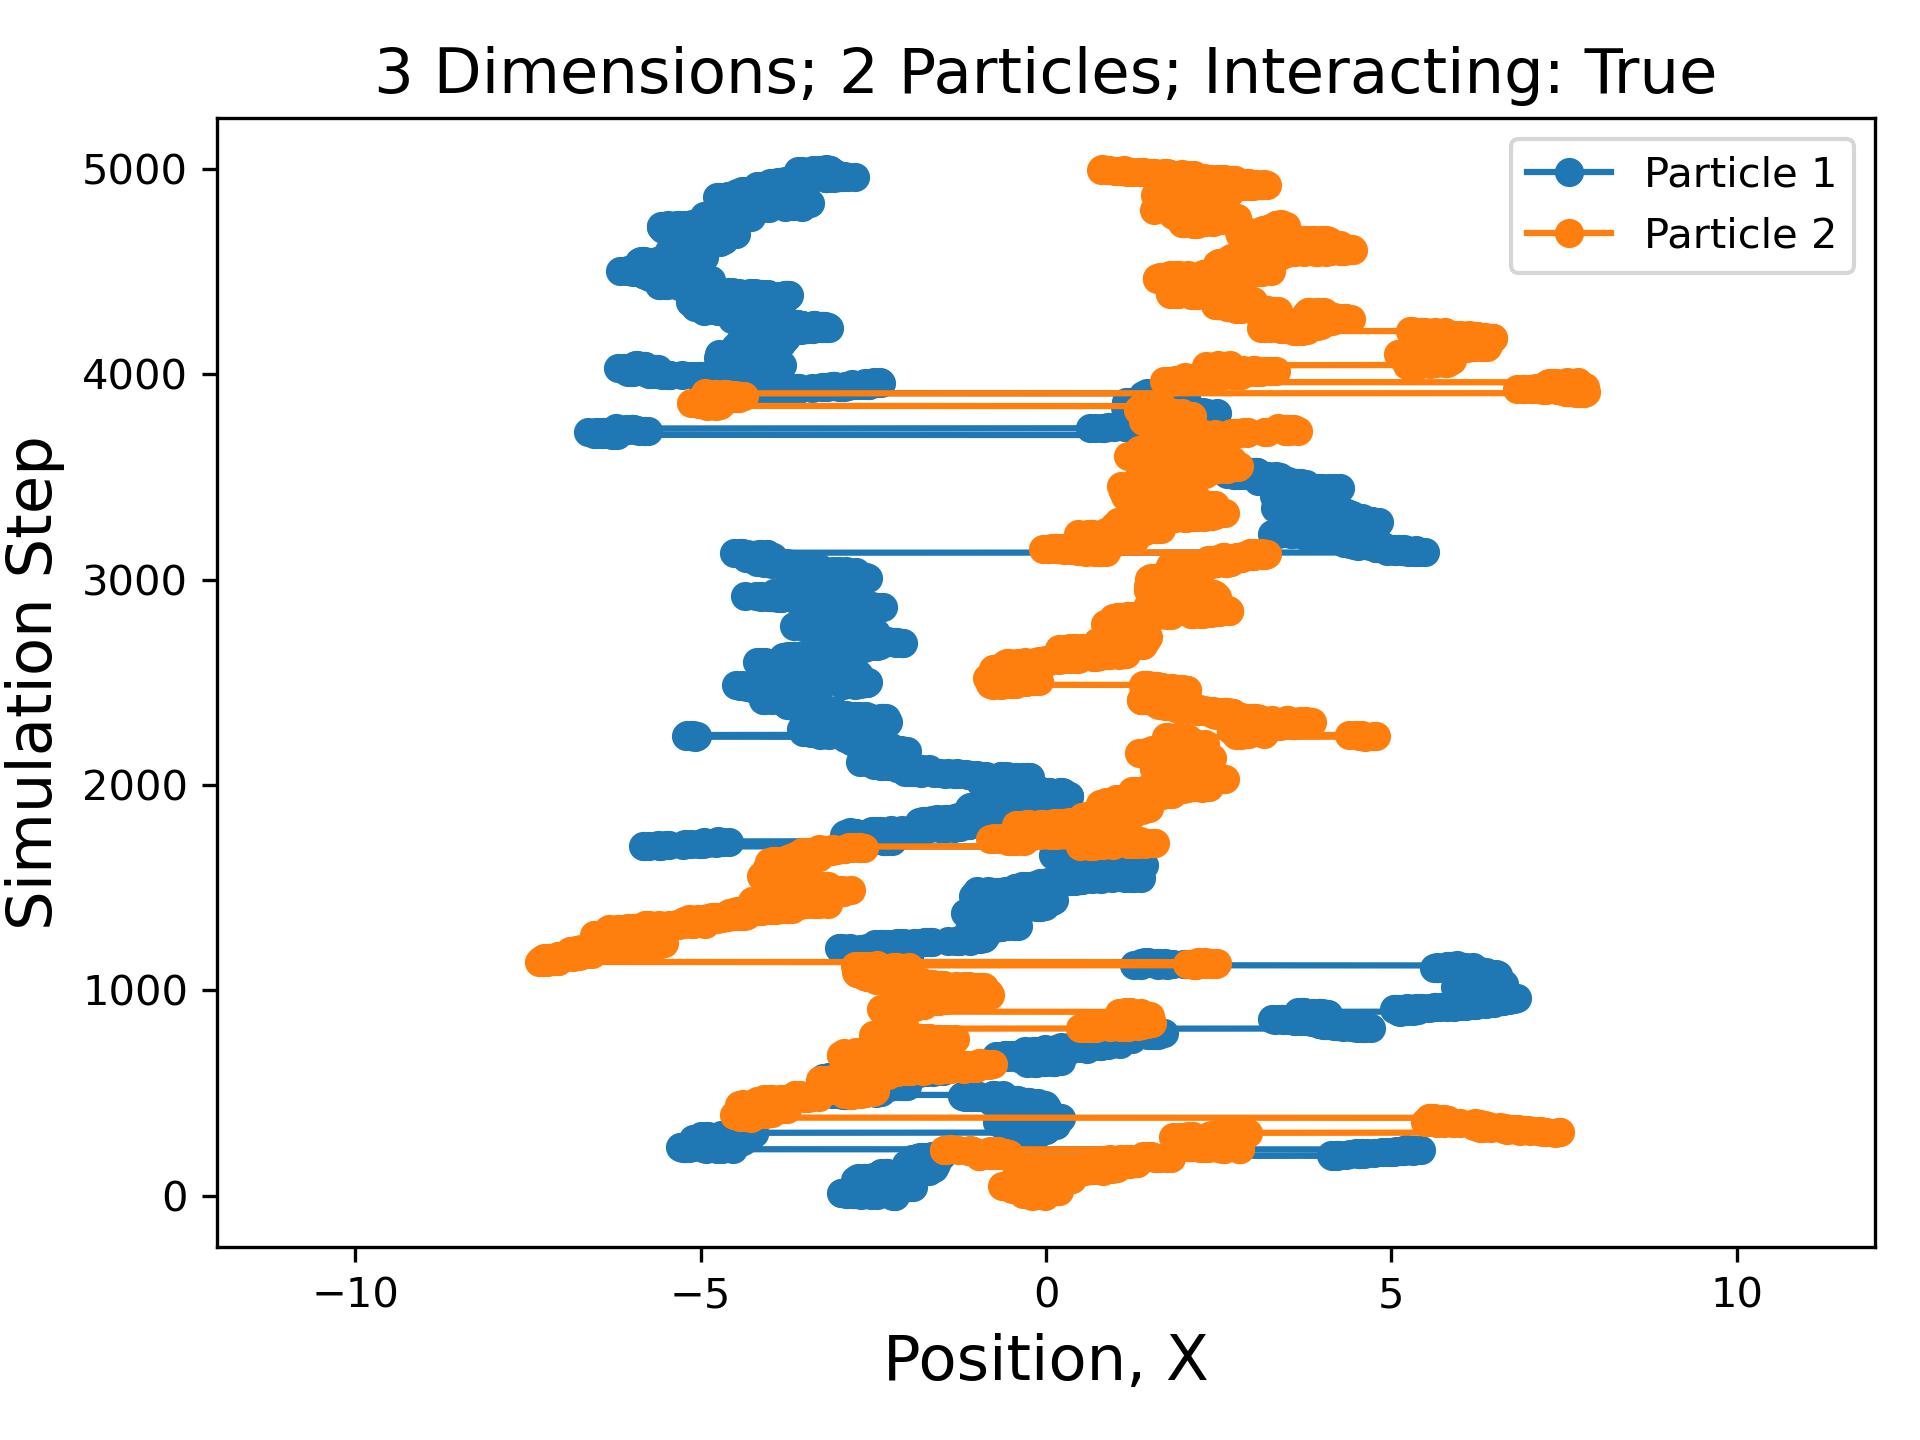 3 Dimensions; 2 Particles; Interacting: True
Particle 1
Particle 2
5000
4000
3000
2000
1000
0
Simulation Step
−10
−5
0
5
10
Position, X